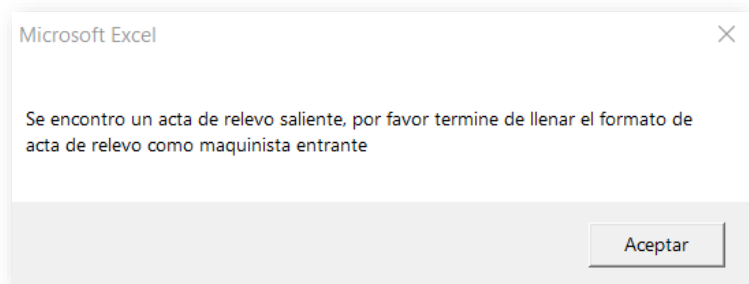 Microsoft Excel
Se encontro un acta de relevo saliente, por favor termine de llenar el formato de
acta de relevo como maquinista entrante
Aceptar